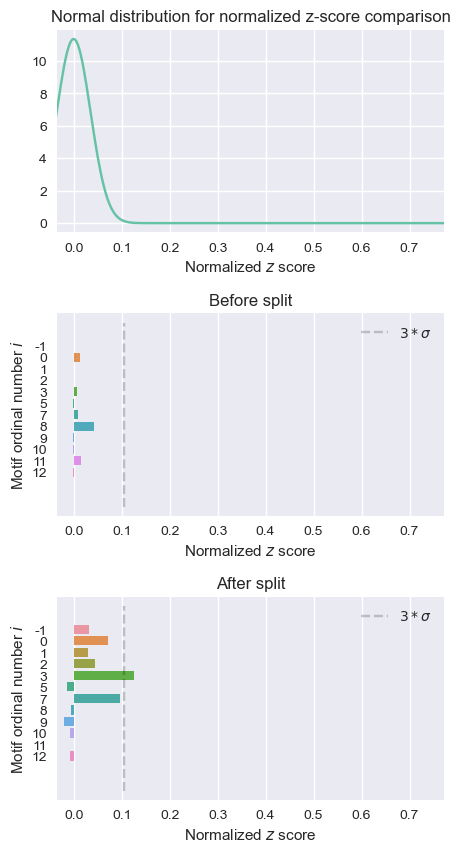 Normal distribution for normalized z-score comparison
10
8
6
4
2
0
0.0 0.1 0.2 0.3 0.4 0.5 0.6 0.7
Normalized z score
Before split
Motif ordinal number i
-1
0
1
2
3
5
7
8
9
10
11
12
3 * σ
0.0 0.1 0.2 0.3 0.4 0.5 0.6 0.7
Normalized z score
After split
Motif ordinal number i
-1
0
1
2
3
5
7
8
9
10
11
12
3 * σ
0.0 0.1 0.2 0.3 0.4 0.5 0.6 0.7
Normalized z score